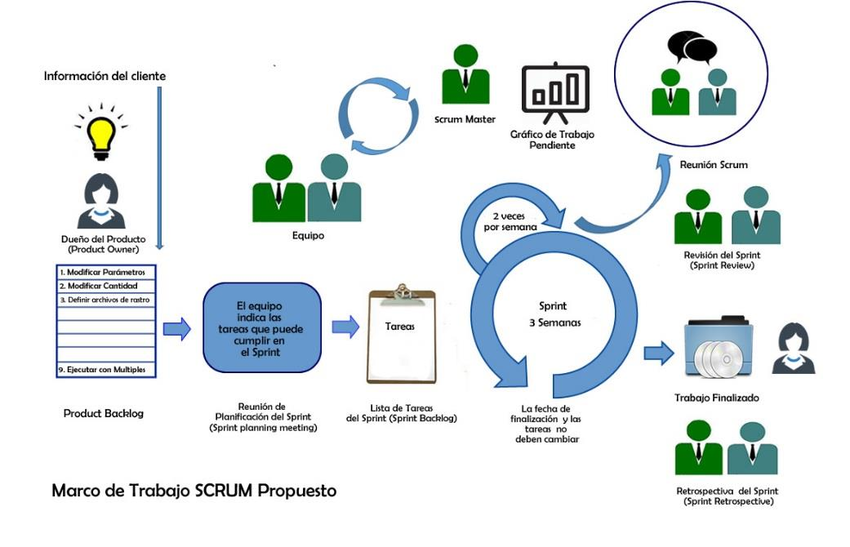 Información del cliente
Dueño del Producto
(Product Owner)
1. Modificar Parámetros
2. Modificar Cantidad
3. Definir archivos de rastro
9. Ejecutar con Multiples
Product Backlog
El equipo
indica las
tareas que puede
cumplir en
el Sprint
Reunión de
Planificación del Sprint
(Sprint planning meeting)
Equipo
Scrum Master
Gráfico de Trabajo
Pendiente
Reunión Scrum
Tareas
Lista de Tareas
del Sprint (Sprint Backlog)
2 veces
por semana
Sprint
3 Semanas
La fecha de
finalización y las
tareas no
deben cambiar
Revisión del Sprint
(Sprint Review)
Trabajo Finalizado
Retrospectiva del Sprint
(Sprint Retrospective)
Marco de Trabajo SCRUM Propuesto